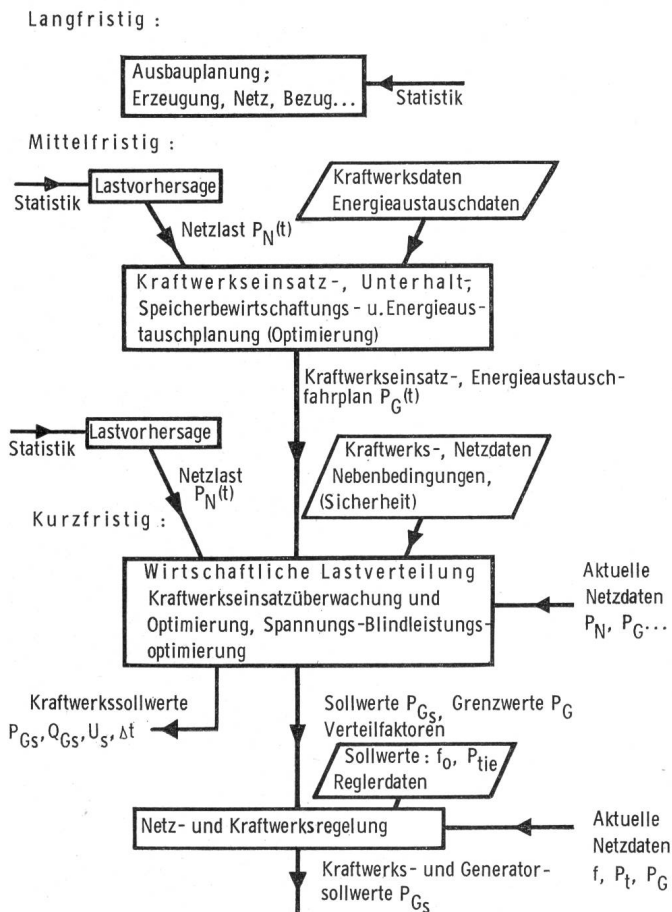 Langfristig :
Ausbauplanung;
Erzeugung, Netz, Bezug...
Statistik
Mittelfristig :
Lastvorhersage
Statistik
Netzlast P_N(t)
Kraftwerksdaten
Energieaustauschdaten
Kraftwerkseinsatz-, Unterhalt-,
Speicherbewirtschaftungs- u. Energieaus-
tauschplanung (Optimierung)
Kraftwerkseinsatz-, Energieaustausch-
fahrplan P_G(t)
Lastvorhersage
Statistik
Netzlast
P_N(t)
Kraftwerks-, Netzdaten
Nebenbedingungen,
(Sicherheit)
Kurzfristig :
Wirtschaftliche Lastverteilung
Kraftwerkseinsatzüberwachung und
Optimierung, Spannungs-Blindleistungs-
optimierung
Aktuelle
Netzdaten
P_N, P_G...
Kraftwerkssollwerte
P_Gs, Q_Gs, U_s, Δt
Sollwerte P_Gs, Grenzwerte P_G
Verteilfaktoren
Sollwerte : f_o, P_tie
Reglerdaten
Netz- und Kraftwerksregelung
Aktuelle
Netzdaten
f, P_t, P_G
Kraftwerks- und Generator-
sollwerte P_Gs